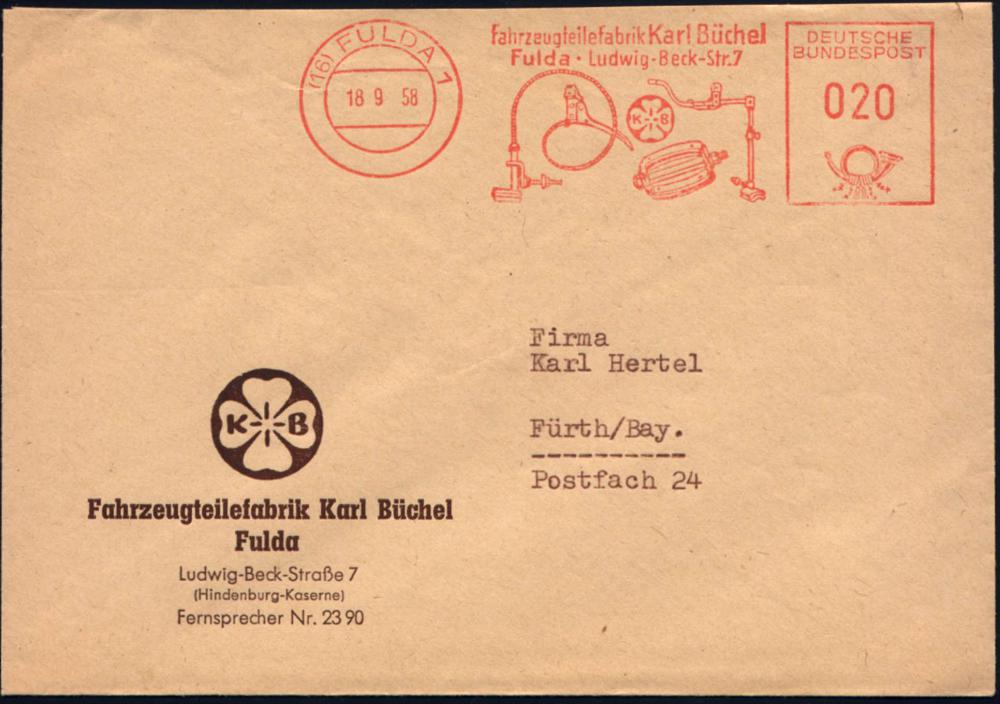 (16) FULDA 1
18 9 58
Fahrzeugteilefabrik Karl Büchel
Fulda · Ludwig-Beck-Str. 7
K B
DEUTSCHE
BUNDESPOST
020
Firma
Karl Hertel
Fürth/Bay.
----------
Postfach 24
K B
Fahrzeugteilefabrik Karl Büchel
Fulda
Ludwig-Beck-Straße 7
(Hindenburg-Kaserne)
Fernsprecher Nr. 23 90